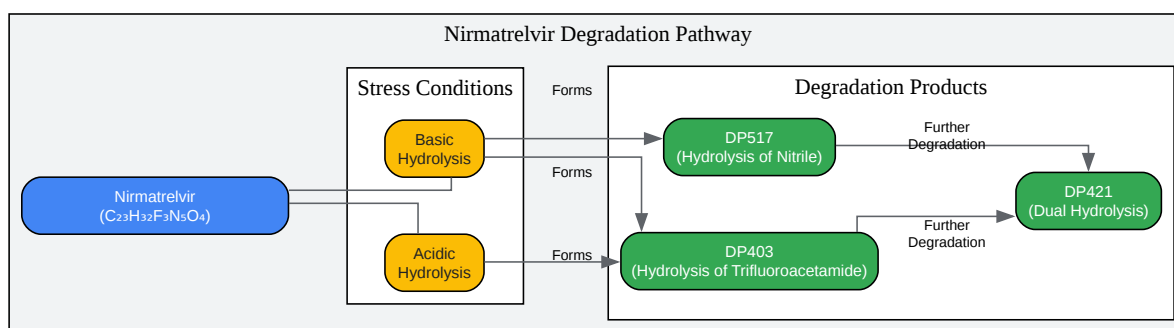 Nirmatrelvir Degradation Pathway
Stress Conditions
Forms
Degradation Products
Basic
Hydrolysis
DP517
(Hydrolysis of Nitrile)
Further
Degradation
Forms
Nirmatrelvir
(C₂₃H₃₂F₃N₅O₄)
DP421
(Dual Hydrolysis)
Acidic
Hydrolysis
Forms
DP403
(Hydrolysis of Trifluoroacetamide)
Further
Degradation